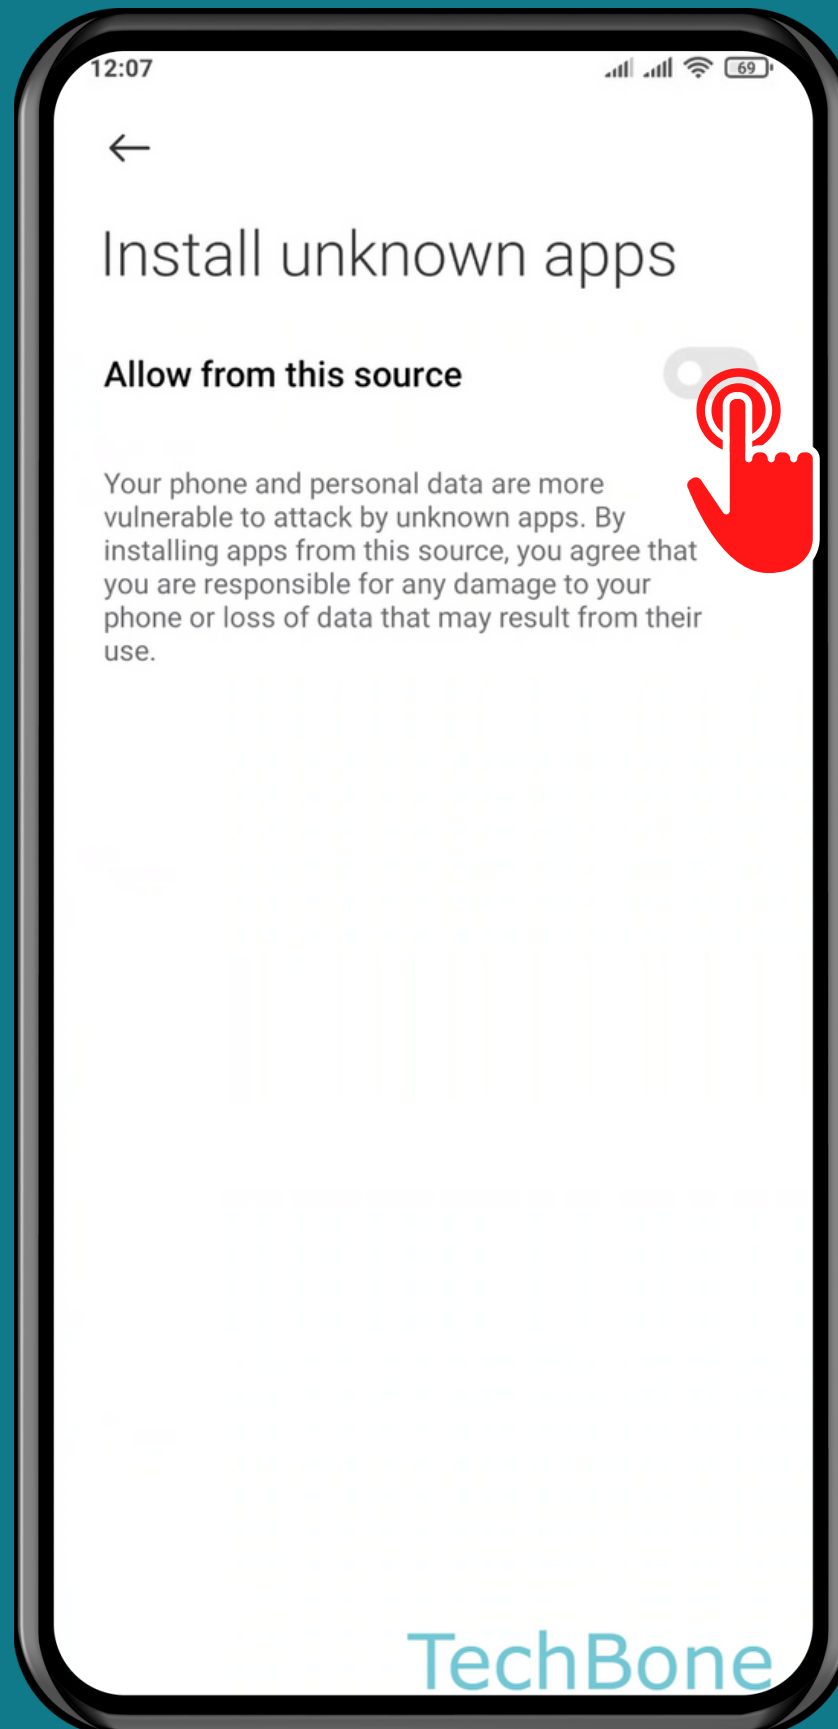 12:07
69
Install unknown apps
Allow from this source
Your phone and personal data are more
vulnerable to attack by unknown apps. By
installing apps from this source, you agree that
you are responsible for any damage to your
phone or loss of data that may result from their
use.
TechBone